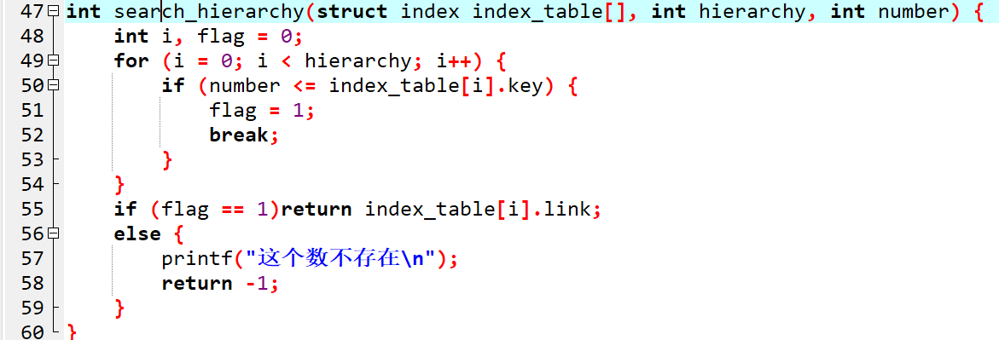 47 int search_hierarchy(struct index index_table[], int hierarchy, int number) {
48     int i, flag = 0;
49     for (i = 0; i < hierarchy; i++) {
50         if (number <= index_table[i].key) {
51             flag = 1;
52             break;
53         }
54     }
55     if (flag == 1)return index_table[i].link;
56     else {
57         printf("这个数不存在\n");
58         return -1;
59     }
60 }